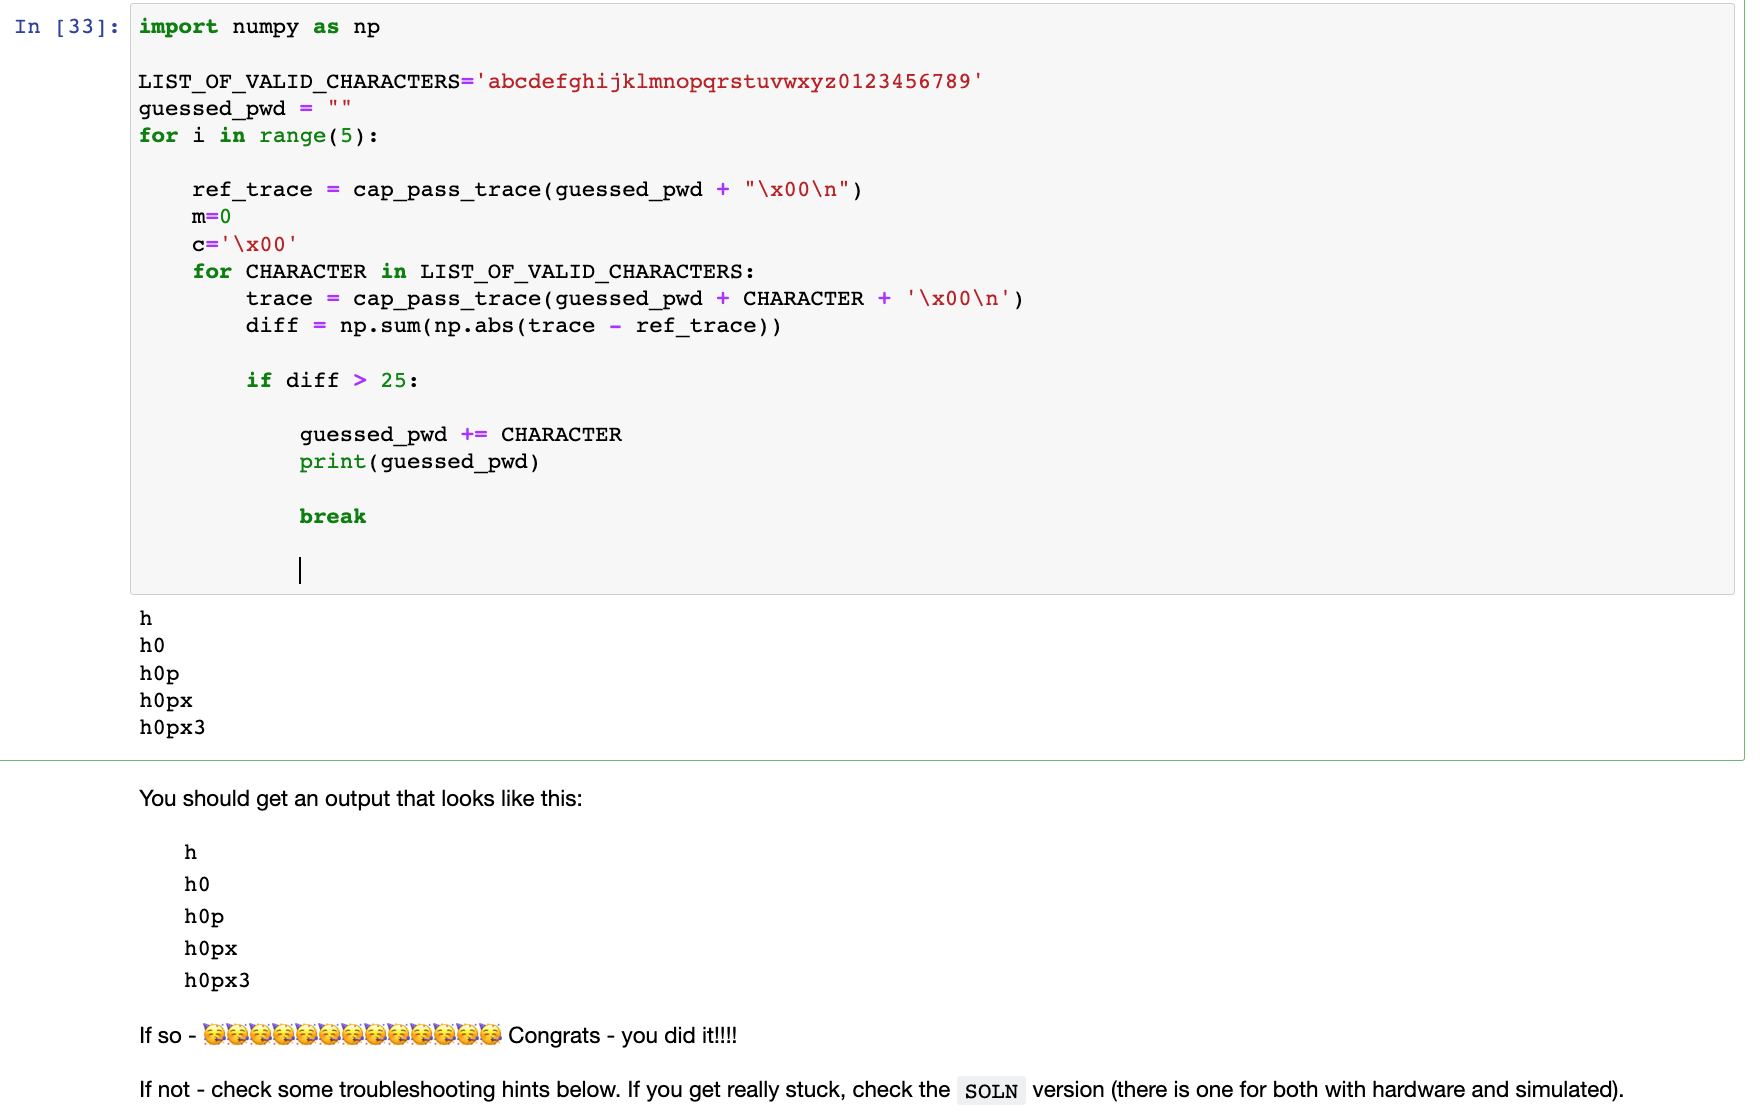 In [33]:
import numpy as np
LIST_OF_VALID_CHARACTERS='abcdefghijklmnopqrstuvwxyz0123456789'
guessed_pwd = ""
for i in range(5):
    ref_trace = cap_pass_trace(guessed_pwd + "\x00\n")
    m=0
    c='\x00'
    for CHARACTER in LIST_OF_VALID_CHARACTERS:
        trace = cap_pass_trace(guessed_pwd + CHARACTER + '\x00\n')
        diff = np.sum(np.abs(trace - ref_trace))
        if diff > 25:
            guessed_pwd += CHARACTER
            print(guessed_pwd)
            break
h
h0
h0p
h0px
h0px3
You should get an output that looks like this:
h
h0
h0p
h0px
h0px3
If so - 🥳🥳🥳🥳🥳🥳🥳🥳🥳🥳🥳🥳🥳 Congrats - you did it!!!!
If not - check some troubleshooting hints below. If you get really stuck, check the SOLN version (there is one for both with hardware and simulated).